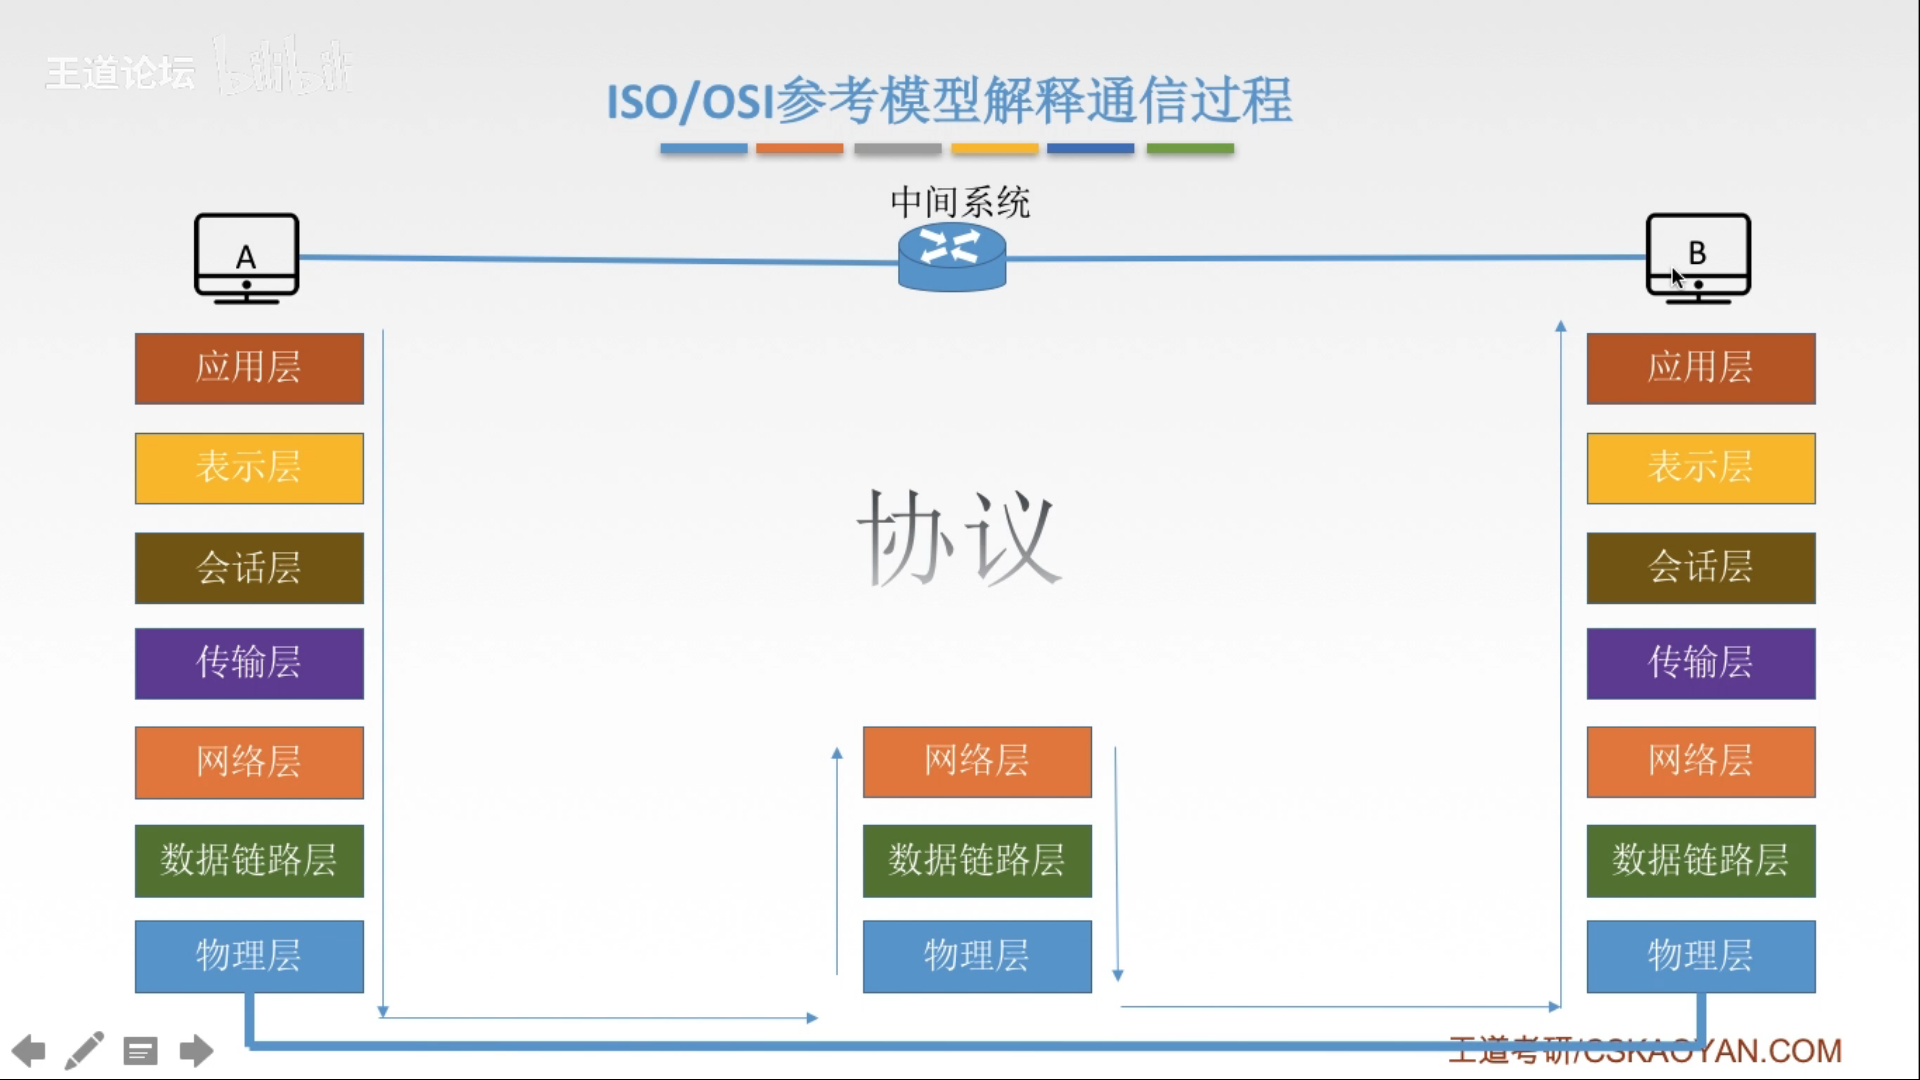 王道论坛 bilibili
ISO/OSI参考模型解释通信过程
中间系统
A
B
应用层
应用层
表示层
表示层
会话层
会话层
协议
传输层
传输层
网络层
网络层
网络层
数据链路层
数据链路层
数据链路层
物理层
物理层
物理层
王道考研/CSKAOYAN.COM